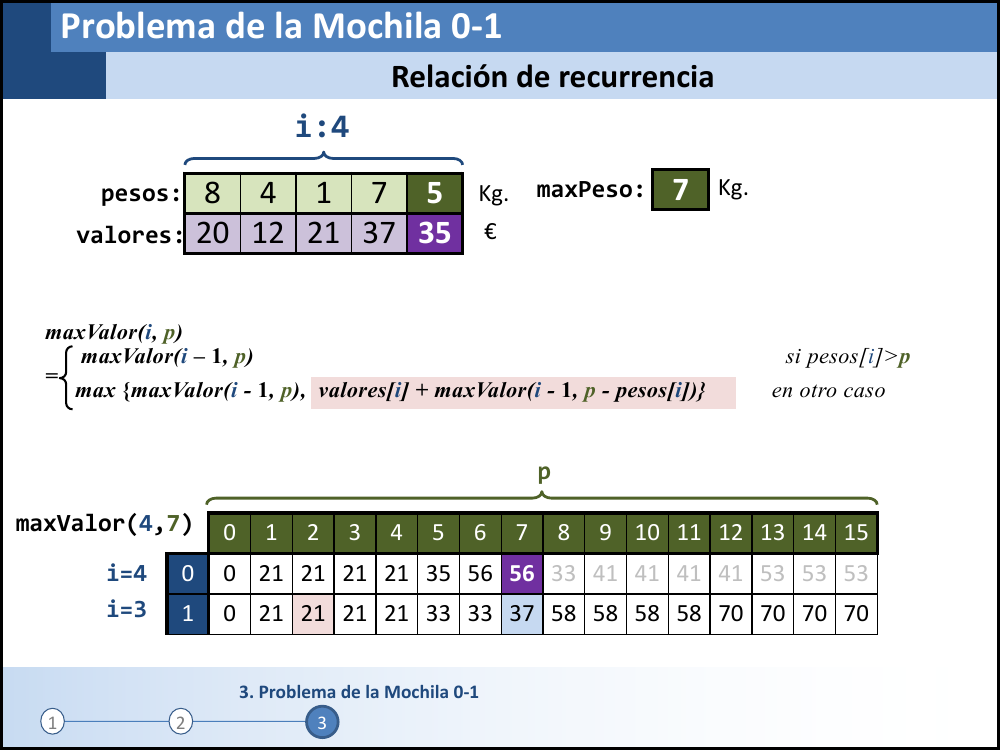 Problema de la Mochila 0-1
Relación de recurrencia
i:4
pesos: 8 4 1 7 5 Kg. maxPeso: 7 Kg.
valores: 20 12 21 37 35 €
maxValor(i, p)
= maxValor(i – 1, p) si pesos[i]>p
max {maxValor(i - 1, p), valores[i] + maxValor(i - 1, p - pesos[i])} en otro caso
p
maxValor(4,7) 0 1 2 3 4 5 6 7 8 9 10 11 12 13 14 15
i=4 0 0 21 21 21 21 35 56 56 33 41 41 41 41 53 53 53
i=3 1 0 21 21 21 21 33 33 37 58 58 58 58 70 70 70 70
3. Problema de la Mochila 0-1
1 2 3